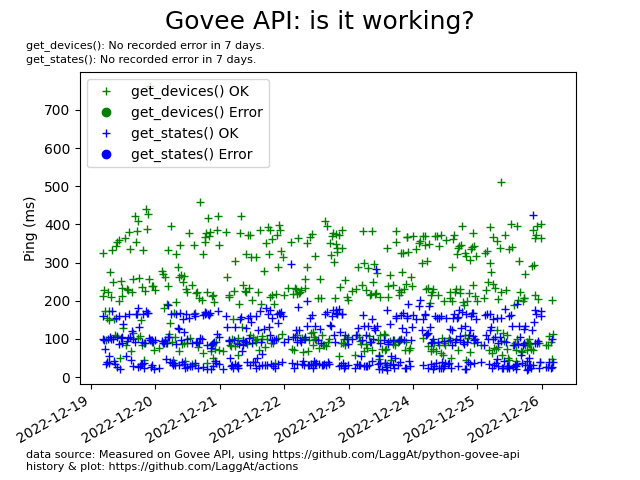 Govee API: is it working?
get_devices(): No recorded error in 7 days.
get_states(): No recorded error in 7 days.
get_devices() OK
get_devices() Error
get_states() OK
get_states() Error
Ping (ms)
700
600
500
400
300
200
100
0
2022-12-19
2022-12-20
2022-12-21
2022-12-22
2022-12-23
2022-12-24
2022-12-25
2022-12-26
data source: Measured on Govee API, using https://github.com/LaggAt/python-govee-api
history & plot: https://github.com/LaggAt/actions